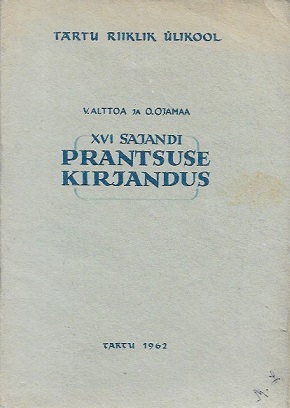 TARTU RIIKLIK ÜLIKOOL
V. ALTTOA JA O. OJAMAA
XVI SAJANDI
PRANTSUSE
KIRJANDUS
TARTU 1962